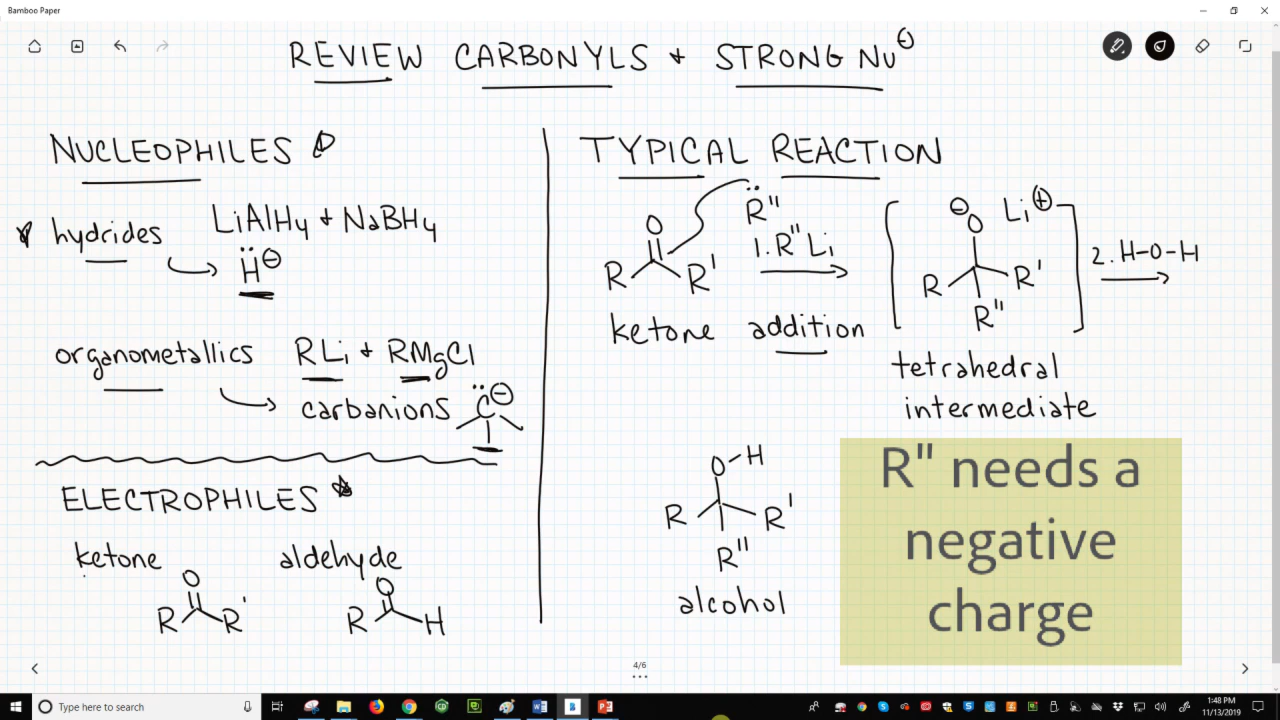 Bamboo Paper
REVIEW CARBONYLS + STRONG Nu⊖
NUCLEOPHILES
hydrides LiAlH4 + NaBH4
H⊖
organometallics RLi + RMgCl
carbanions C⊖
ELECTROPHILES
ketone aldehyde
O O
R R' R H
TYPICAL REACTION
R"
O 1. R"Li
R R'
ketone addition
⊖ O Li⊕
R R'
R"
2. H-O-H
tetrahedral
intermediate
O-H
R R'
R"
alcohol
R" needs a
negative
charge
4/6
Type here to search
1:48 PM
11/13/2019